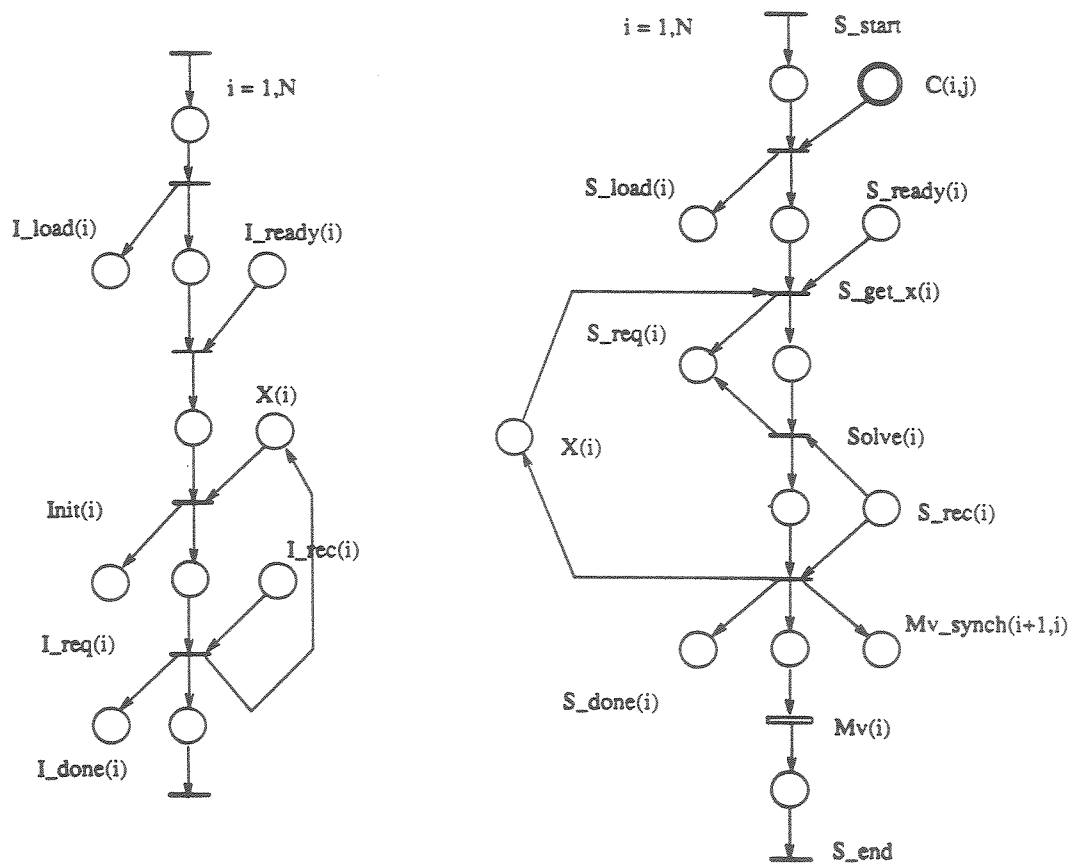 i = 1,N
I_load(i)
I_ready(i)
X(i)
Init(i)
I_rec(i)
I_req(i)
I_done(i)
i = 1,N
S_start
C(i,j)
S_load(i)
S_ready(i)
S_get_x(i)
S_req(i)
X(i)
Solve(i)
S_rec(i)
Mv_synch(i+1,i)
S_done(i)
Mv(i)
S_end